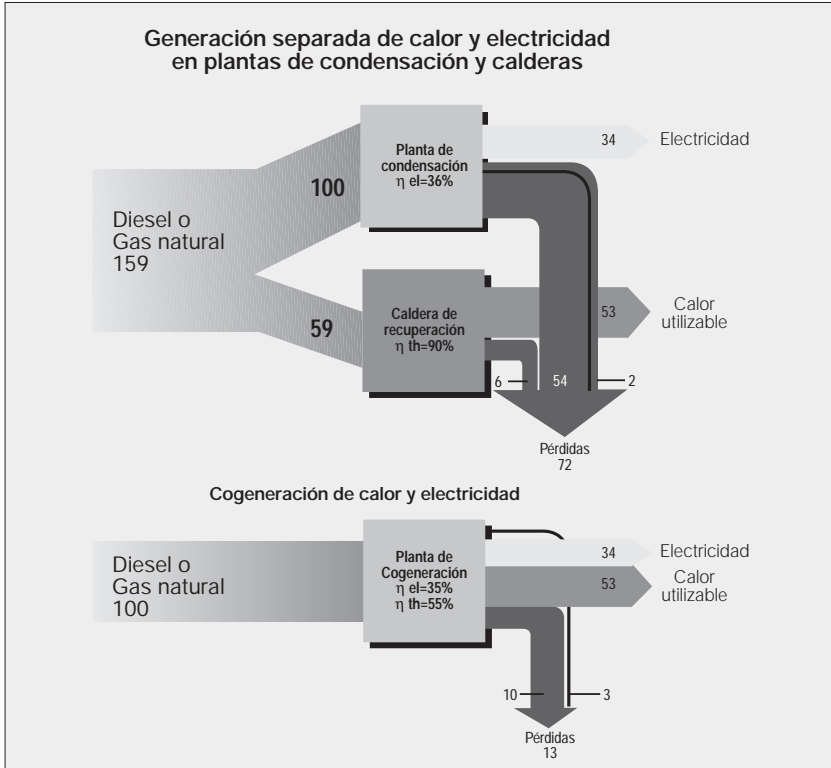 Generación separada de calor y electricidad
en plantas de condensación y calderas
Planta de
condensación
η el=36%
100
34
Electricidad
Diesel o
Gas natural
159
Caldera de
recuperación
η th=90%
59
53
Calor
utilizable
6
54
2
Pérdidas
72
Cogeneración de calor y electricidad
Diesel o
Gas natural
100
Planta de
Cogeneración
η el=35%
η th=55%
34
Electricidad
53
Calor
utilizable
10
3
Pérdidas
13